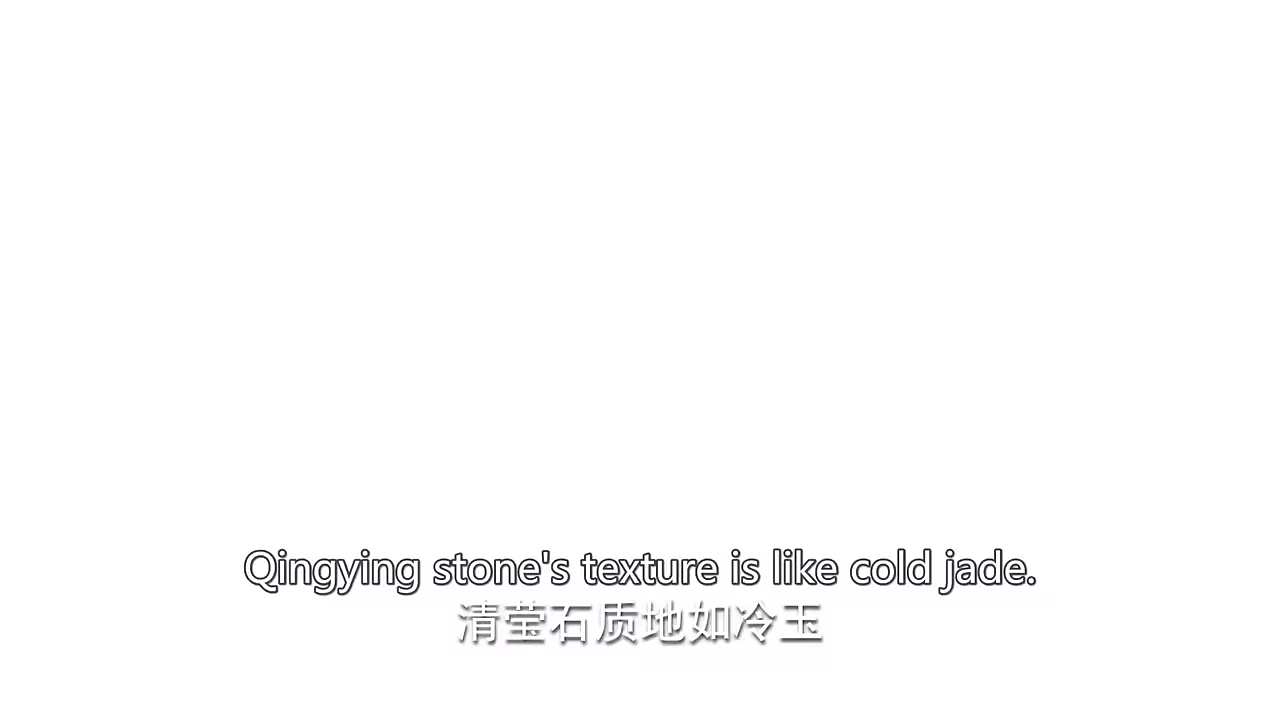 Qingying stone's texture is like cold jade.
清莹石质地如冷玉